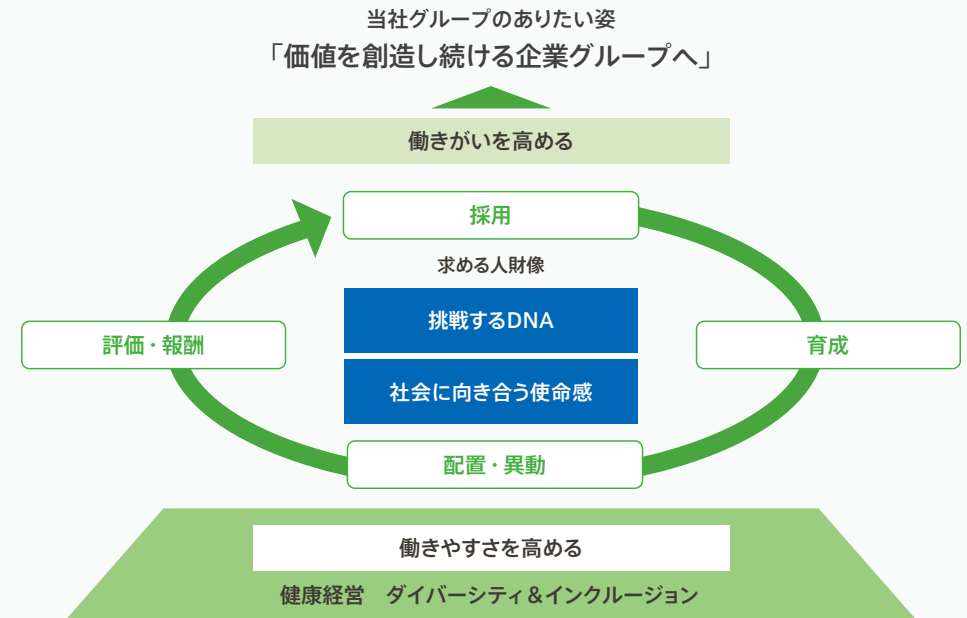 当社グループのありたい姿
「価値を創造し続ける企業グループへ」
働きがいを高める
採用
求める人財像
挑戦するDNA
評価・報酬
育成
社会に向き合う使命感
配置・異動
働きやすさを高める
健康経営　ダイバーシティ＆インクルージョン